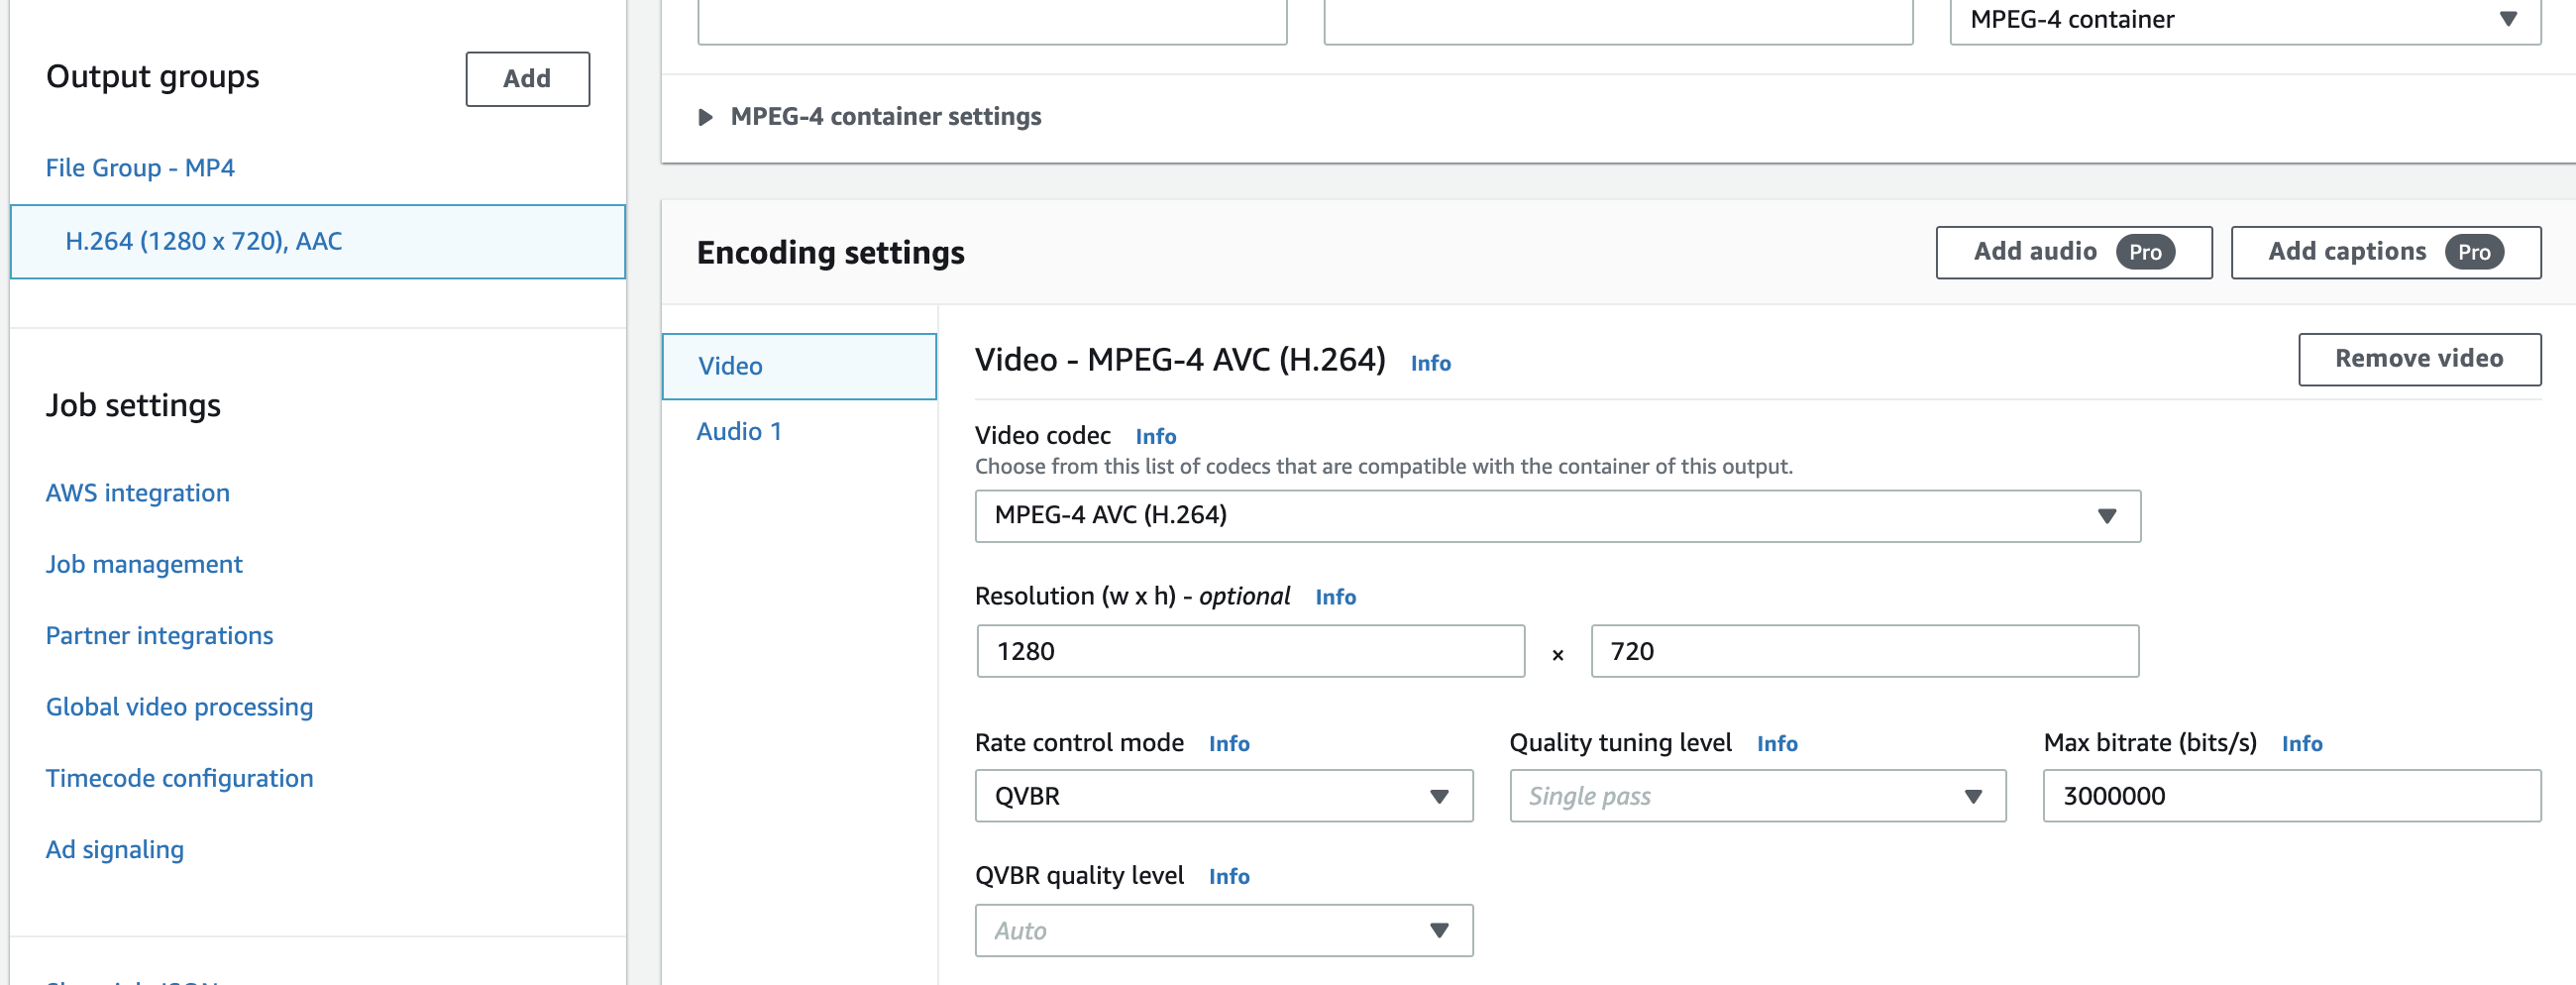 Output groups
Add
File Group - MP4
H.264 (1280 x 720), AAC
Job settings
AWS integration
Job management
Partner integrations
Global video processing
Timecode configuration
Ad signaling
MPEG-4 container
MPEG-4 container settings
Encoding settings
Add audio Pro
Add captions Pro
Video
Audio 1
Video - MPEG-4 AVC (H.264) Info
Remove video
Video codec Info
Choose from this list of codecs that are compatible with the container of this output.
MPEG-4 AVC (H.264)
Resolution (w x h) - optional Info
1280 × 720
Rate control mode Info
QVBR
Quality tuning level Info
Single pass
Max bitrate (bits/s) Info
3000000
QVBR quality level Info
Auto